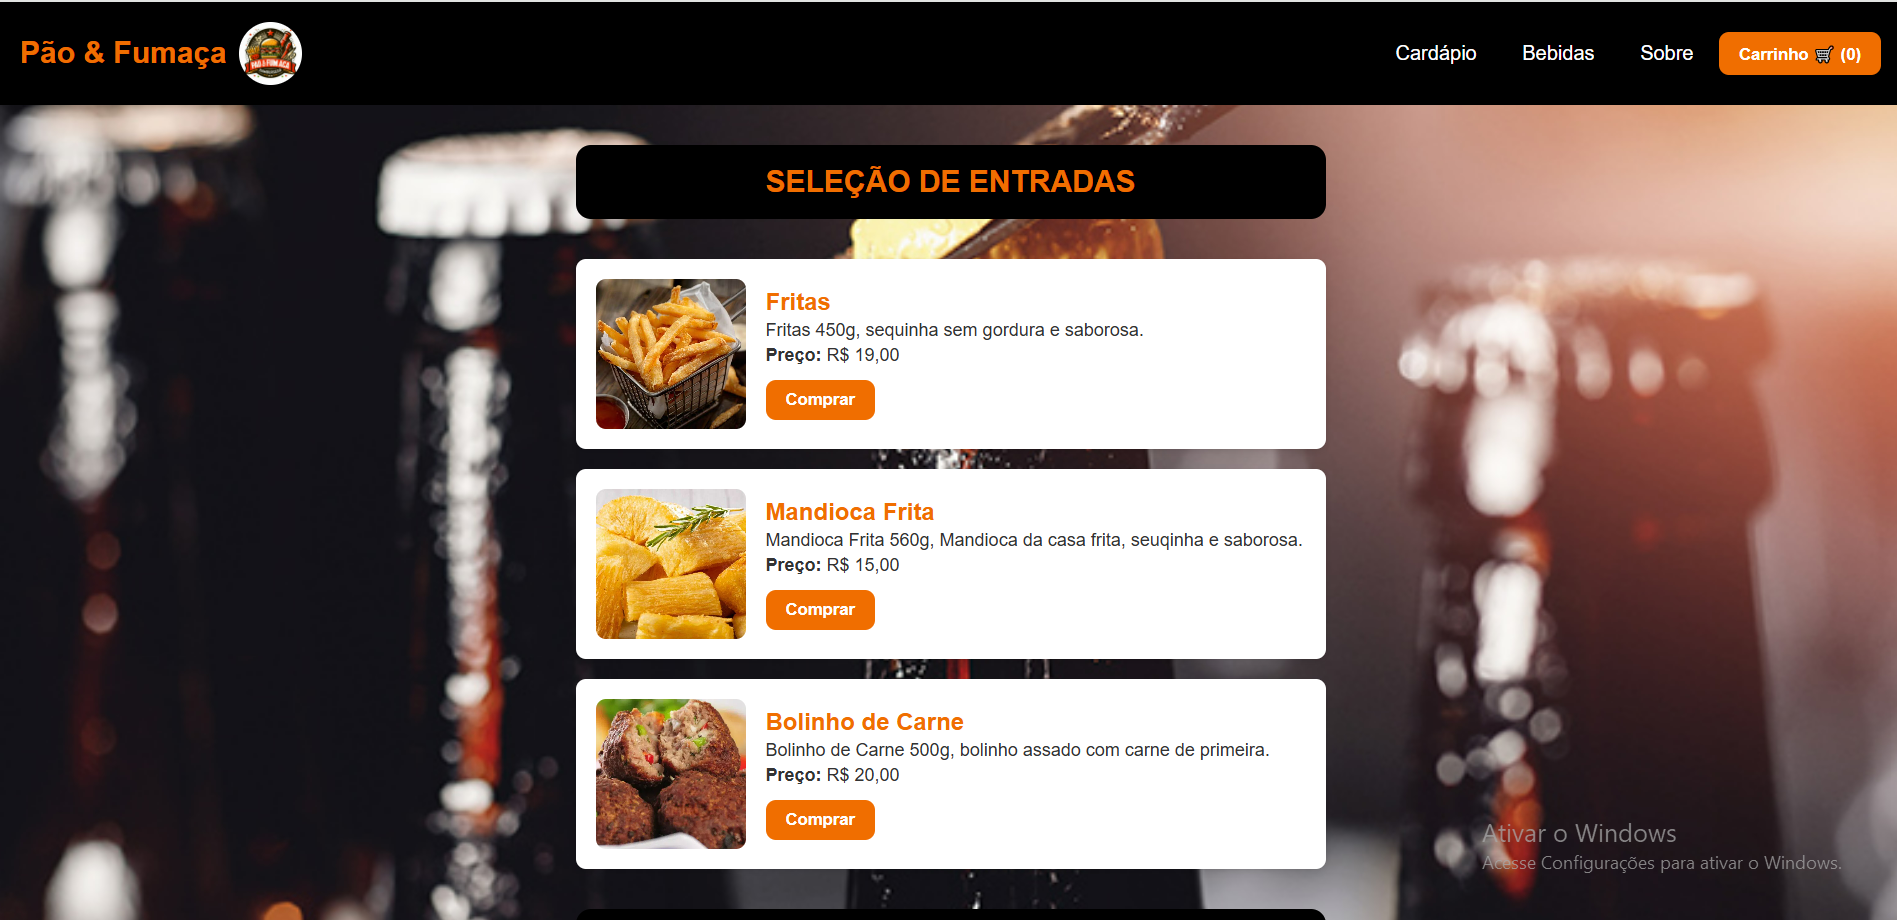 Pão & Fumaça
PÃO & FUMAÇA
Cardápio
Bebidas
Sobre
Carrinho 🛒 (0)
SELEÇÃO DE ENTRADAS
Fritas
Fritas 450g, sequinha sem gordura e saborosa.
Preço: R$ 19,00
Comprar
Mandioca Frita
Mandioca Frita 560g, Mandioca da casa frita, seuqinha e saborosa.
Preço: R$ 15,00
Comprar
Bolinho de Carne
Bolinho de Carne 500g, bolinho assado com carne de primeira.
Preço: R$ 20,00
Comprar
Ativar o Windows
Acesse Configurações para ativar o Windows.